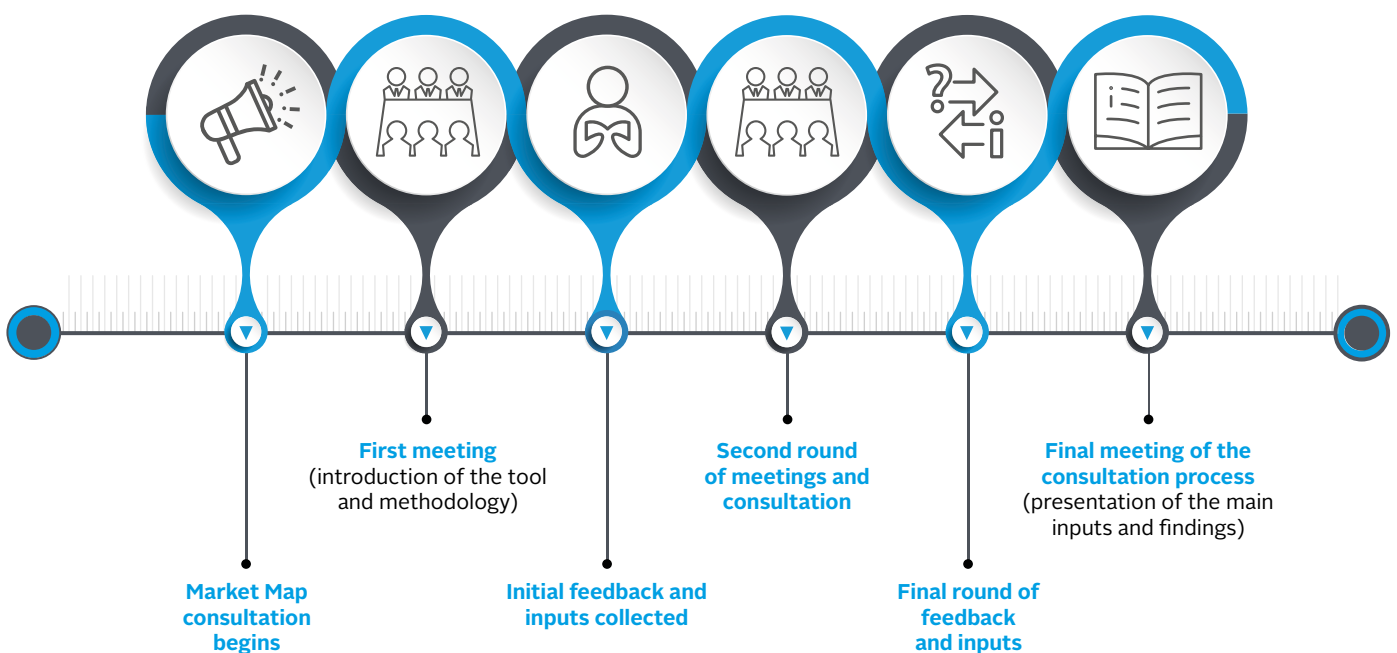 Market Map
consultation
begins
First meeting
(introduction of the tool
and methodology)
Initial feedback and
inputs collected
Second round
of meetings and
consultation
Final round of
feedback
and inputs
Final meeting of the
consultation process
(presentation of the main
inputs and findings)